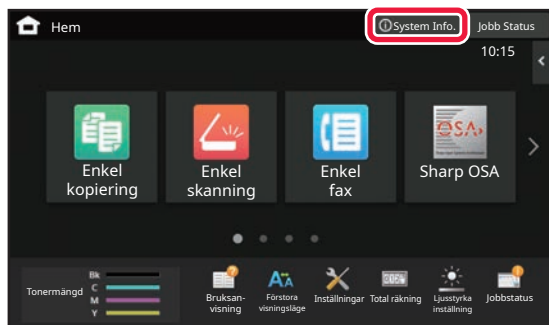 Hem
System Info.
Jobb Status
10:15
OSA
Enkel
kopiering
Enkel
skanning
Enkel
fax
Sharp OSA
Tonermängd
Bk
C
M
Y
Bruksan-
visning
Förstora
visningsläge
Inställningar
Total räkning
Ljusstyrka
inställning
Jobbstatus